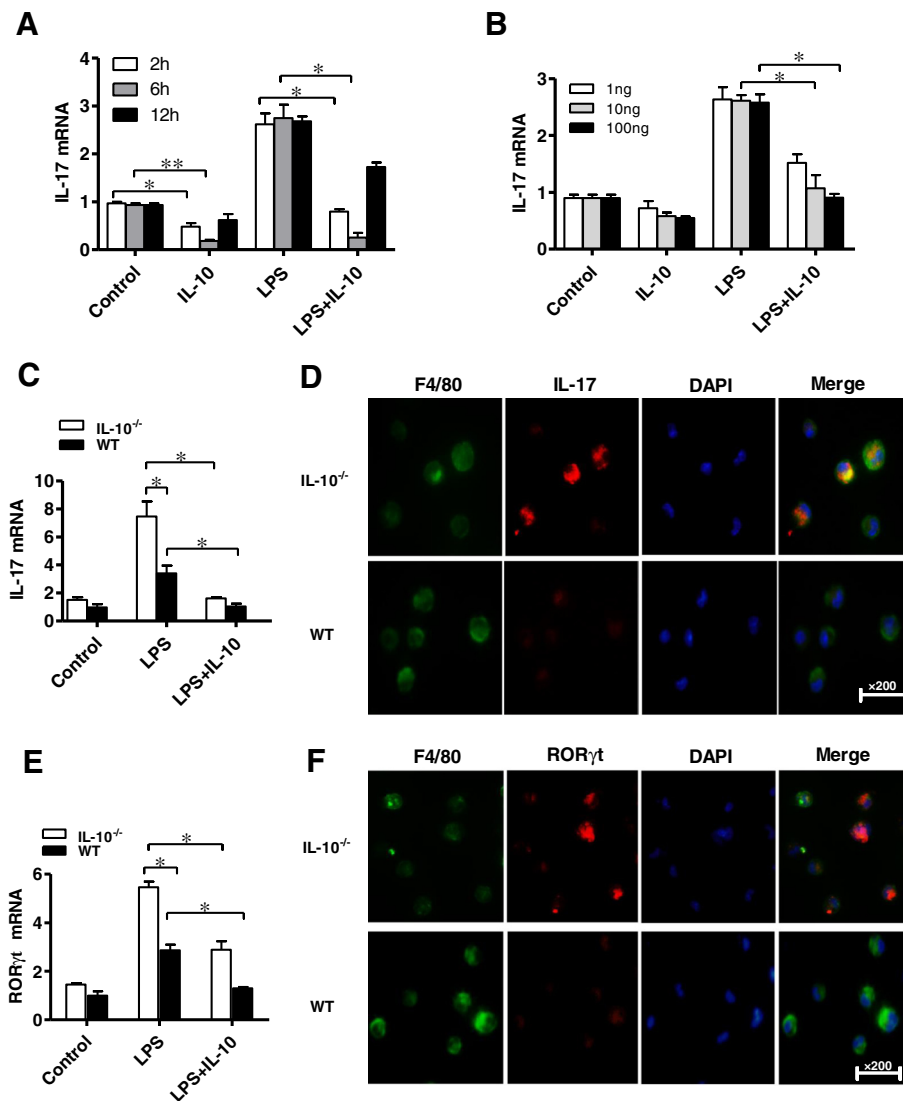 A
IL-17 mRNA
4
3
2
1
0
2h
6h
12h
*
**
*
*
Control
IL-10
LPS
LPS+IL-10
B
IL-17 mRNA
3
2
1
0
1ng
10ng
100ng
*
*
Control
IL-10
LPS
LPS+IL-10
C
IL-10-/-
WT
IL-17 mRNA
10
8
6
4
2
0
*
*
*
Control
LPS
LPS+IL-10
D
F4/80 IL-17 DAPI Merge
IL-10-/-
WT
×200
E
IL-10-/-
WT
RORγt mRNA
6
4
2
0
*
*
*
Control
LPS
LPS+IL-10
F
F4/80 RORγt DAPI Merge
IL-10-/-
WT
×200